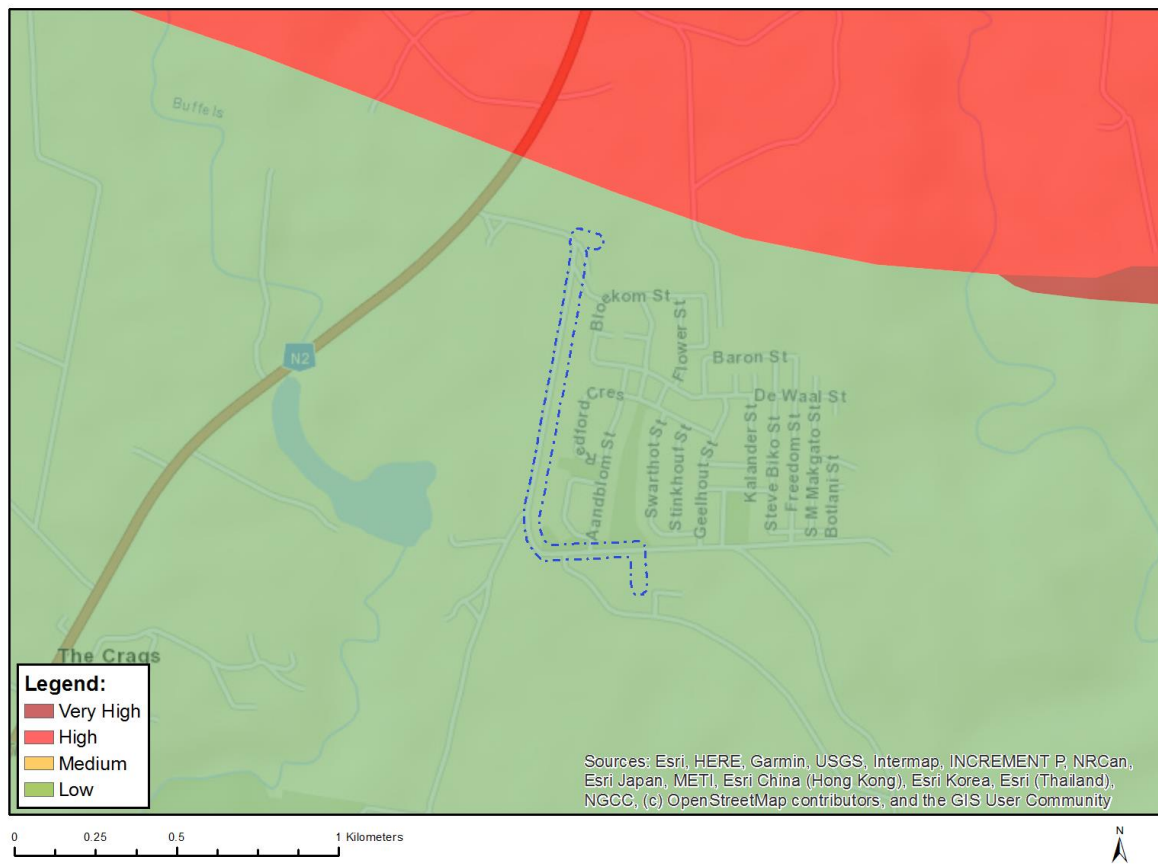 Buffels
Bloekom St
Flower St
N2
Baron St
Cres
De Waal St
edford
R
Aandblom St
Swarthot St
Stinkhout St
Geelhout St
Kalander St
Steve Biko St
Freedom St
S M Makgato St
Botlani St
The Crags
Legend:
Very High
High
Medium
Low
Sources: Esri, HERE, Garmin, USGS, Intermap, INCREMENT P, NRCan,
Esri Japan, METI, Esri China (Hong Kong), Esri Korea, Esri (Thailand),
NGCC, (c) OpenStreetMap contributors, and the GIS User Community
0 0.25 0.5 1 Kilometers
N